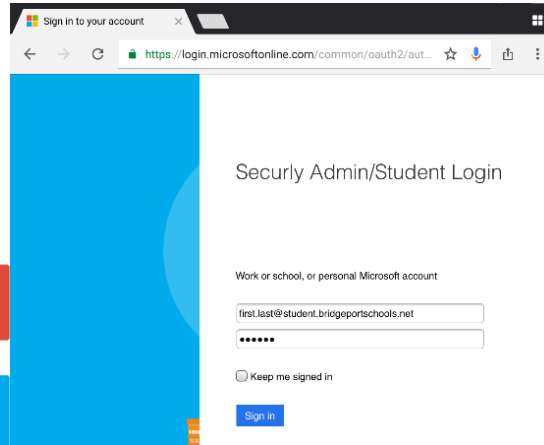 Sign in to your account
https://login.microsoftonline.com/common/oauth2/aut...
Securly Admin/Student Login
Work or school, or personal Microsoft account
first.last@student.bridgeportschools.net
••••••
Keep me signed in
Sign in